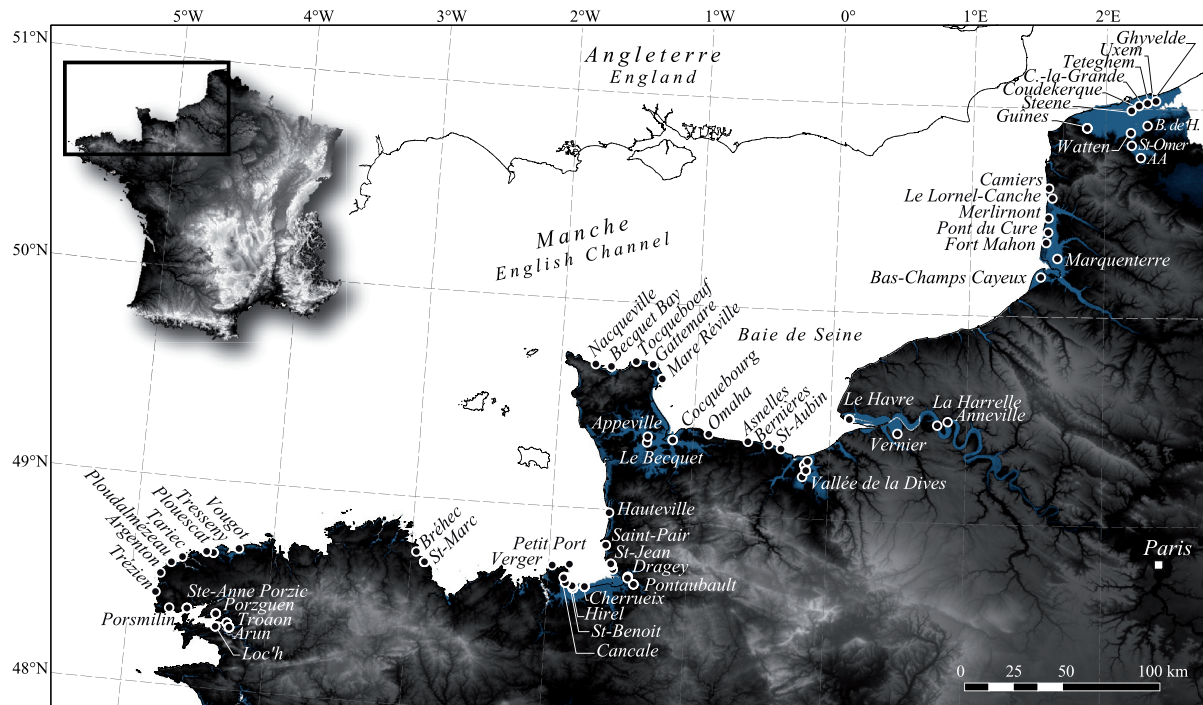 5°W
4°W
3°W
2°W
1°W
0°
1°E
2°E
51°N
50°N
49°N
48°N
Angleterre
England
Manche
English Channel
Baie de Seine
Ghyvelde
Uxem
Teteghem
C.-la-Grande
Coudekerque
Steene
Guînes
B. de H.
Watten
St-Omer
AA
Camiers
Le Lornel-Canche
Merlirnont
Pont du Cure
Fort Mahon
Marquenterre
Bas-Champs Cayeux
Nacqueville
Becquet Bay
Tocqueboeuf
Gattemare
Mare Réville
Cocquebourg
Omaha
Asnelles
Bernières
St-Aubin
Appeville
Le Becquet
Le Havre
La Harrelle
Anneville
Vernier
Vallée de la Dives
Hauteville
Saint-Pair
St-Jean
Dragey
Pontaubault
Petit Port
Verger
Cherrueix
Hirel
St-Benoit
Cancale
Bréhec
St-Marc
Vougot
Tresseny
Plouescat
Tariec
Ploudalmézeau
Argenton
Trézien
Ste-Anne Porzic
Porzguen
Porsmilin
Troaon
Arun
Loc'h
Paris
0 25 50 100 km